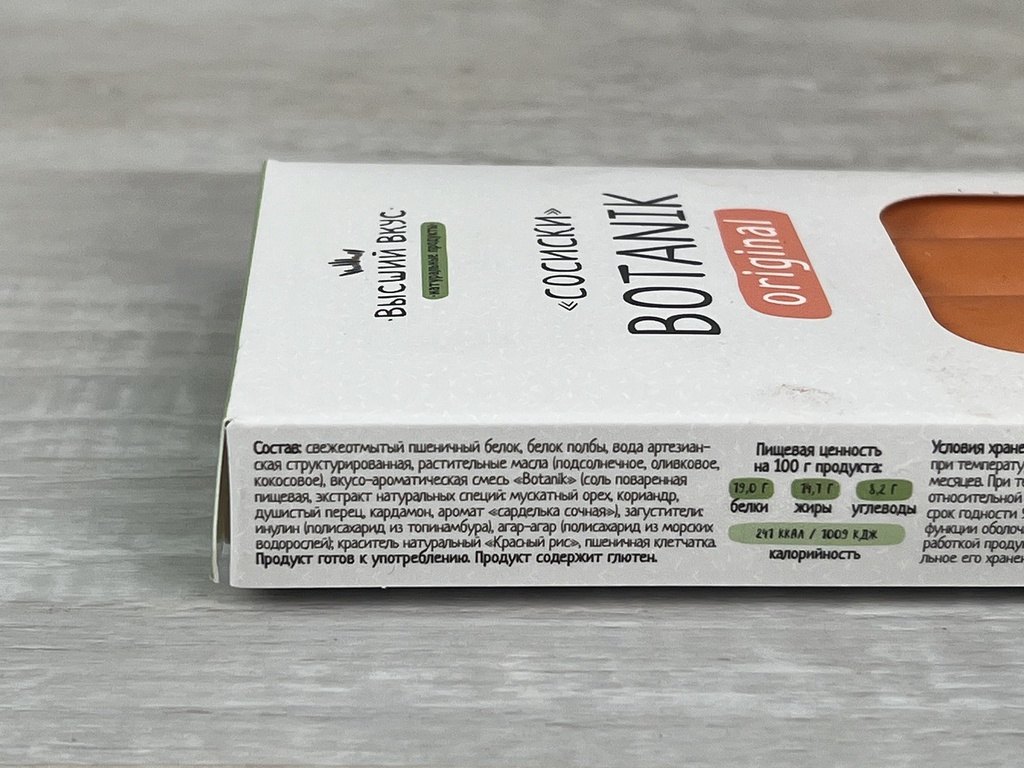 ВЫСШИЙ ВКУС
натуральные продукты
«СОСИСКИ»
BOTANIK
original
Состав: свежеотмытый пшеничный белок, белок полбы, вода артезиан-
ская структурированная, растительные масла (подсолнечное, оливковое,
кокосовое), вкусо-ароматическая смесь «Botanik» (соль поваренная
пищевая, экстракт натуральных специй: мускатный орех, кориандр,
душистый перец, кардамон, аромат «сарделька сочная»), загустители:
инулин (полисахарид из топинамбура), агар-агар (полисахарид из морских
водорослей); краситель натуральный «Красный рис», пшеничная клетчатка.
Продукт готов к употреблению. Продукт содержит глютен.
Пищевая ценность
на 100 г продукта:
19,0 г 14,7 г 8,2 г
белки жиры углеводы
241 ккал / 1009 кДж
калорийность
Условия хране
при температу
месяцев. При те
относительной
срок годности
функции оболоч
работкой проду
льное его хранен